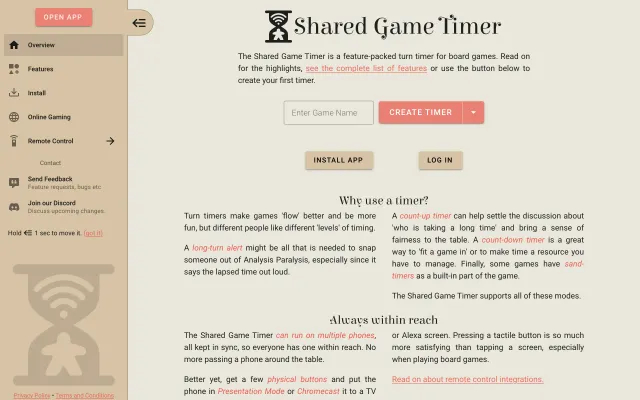 OPEN APP
Overview
Features
Install
Online Gaming
Remote Control
Contact
Send Feedback
Feature requests, bugs etc
Join our Discord
Discuss upcoming changes.
Hold 1 sec to move it. (got it)
Privacy Policy • Terms and Conditions
Shared Game Timer
The Shared Game Timer is a feature-packed turn timer for board games. Read on
for the highlights, see the complete list of features or use the button below to
create your first timer.
Enter Game Name
CREATE TIMER
INSTALL APP
LOG IN
Why use a timer?
Turn timers make games 'flow' better and be more
fun, but different people like different 'levels' of timing.
A long-turn alert might be all that is needed to snap
someone out of Analysis Paralysis, especially since it
says the lapsed time out loud.
A count-up timer can help settle the discussion about
'who is taking a long time' and bring a sense of
fairness to the table. A count-down timer is a great
way to 'fit a game in' or to make time a resource you
have to manage. Finally, some games have sand-
timers as a built-in part of the game.
The Shared Game Timer supports all of these modes.
Always within reach
The Shared Game Timer can run on multiple phones,
all kept in sync, so everyone has one within reach. No
more passing a phone around the table.
Better yet, get a few physical buttons and put the
phone in Presentation Mode or Chromecast it to a TV
or Alexa screen. Pressing a tactile button is so much
more satisfying than tapping a screen, especially
when playing board games.
Read on about remote control integrations.